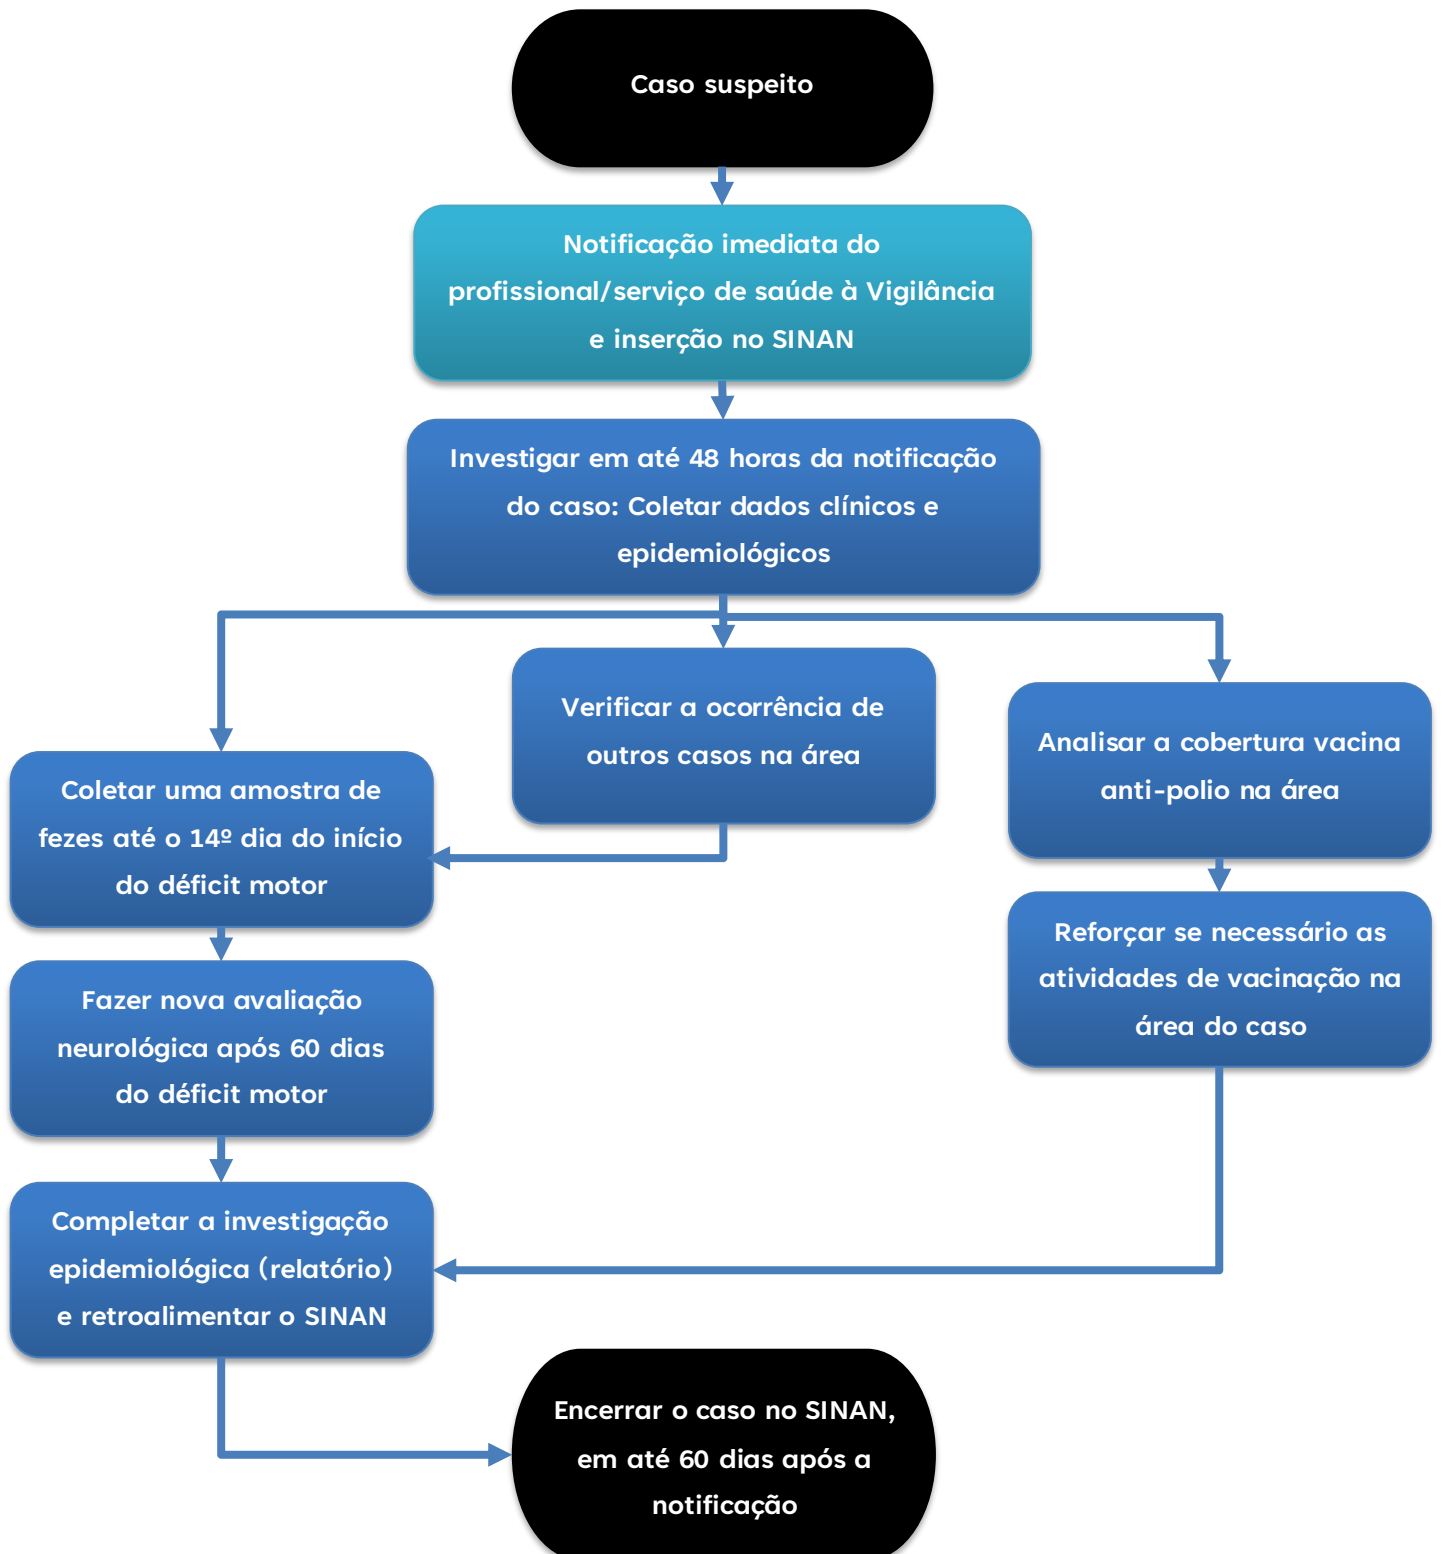 Caso suspeito
Notificação imediata do
profissional/serviço de saúde à Vigilância
e inserção no SINAN
Investigar em até 48 horas da notificação
do caso: Coletar dados clínicos e
epidemiológicos
Verificar a ocorrência de
outros casos na área
Analisar a cobertura vacina
anti-polio na área
Coletar uma amostra de
fezes até o 14º dia do início
do déficit motor
Reforçar se necessário as
atividades de vacinação na
área do caso
Fazer nova avaliação
neurológica após 60 dias
do déficit motor
Completar a investigação
epidemiológica (relatório)
e retroalimentar o SINAN
Encerrar o caso no SINAN,
em até 60 dias após a
notificação